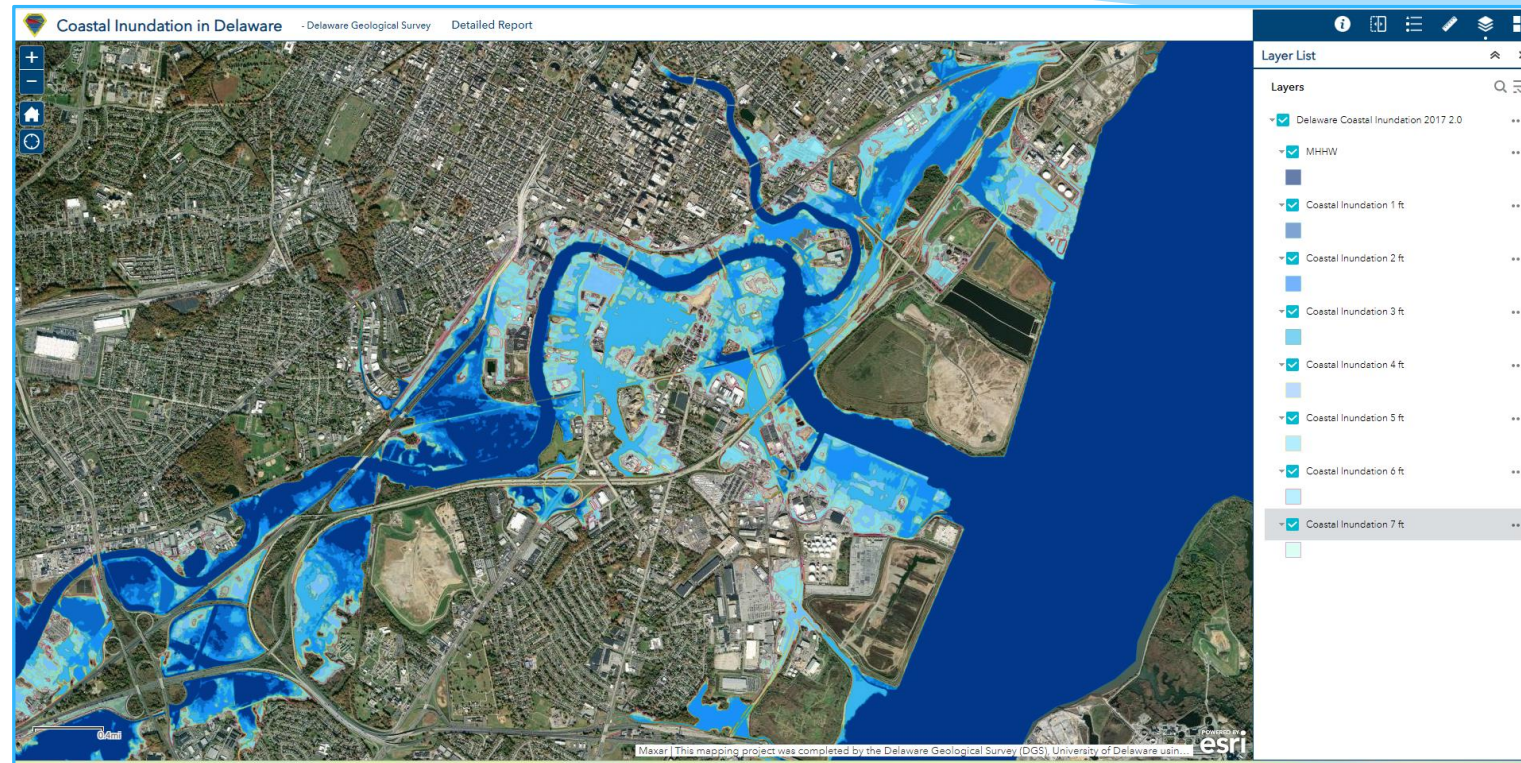 Coastal Inundation in Delaware - Delaware Geological Survey Detailed Report
Layer List
Layers
Delaware Coastal Inundation 2017 2.0
MHHW
Coastal Inundation 1 ft
Coastal Inundation 2 ft
Coastal Inundation 3 ft
Coastal Inundation 4 ft
Coastal Inundation 5 ft
Coastal Inundation 6 ft
Coastal Inundation 7 ft
0.4mi
Maxar | This mapping project was completed by the Delaware Geological Survey (DGS), University of Delaware usin...
POWERED BY
esri